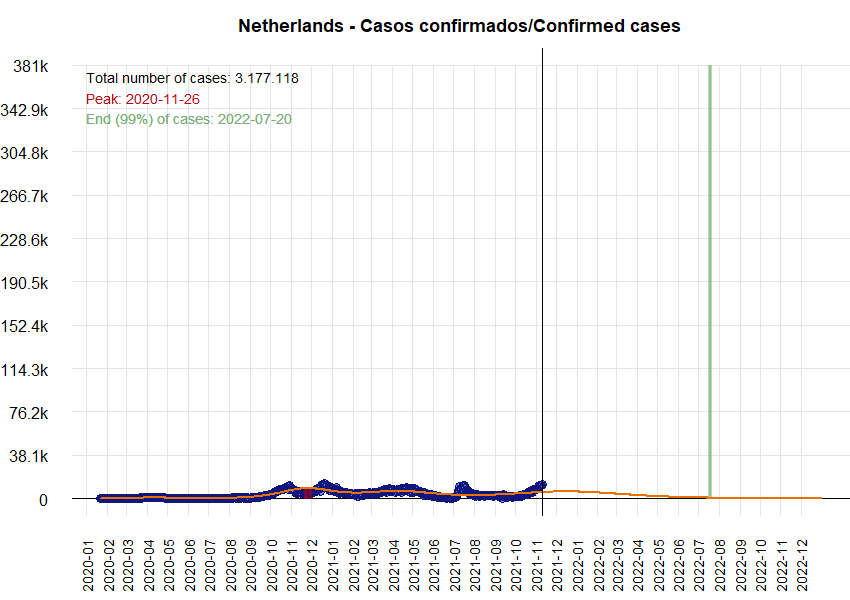 Netherlands - Casos confirmados/Confirmed cases
381k
342.9k
304.8k
266.7k
228.6k
190.5k
152.4k
114.3k
76.2k
38.1k
0
Total number of cases: 3.177.118
Peak: 2020-11-26
End (99%) of cases: 2022-07-20
2020-01
2020-02
2020-03
2020-04
2020-05
2020-06
2020-07
2020-08
2020-09
2020-10
2020-11
2020-12
2021-01
2021-02
2021-03
2021-04
2021-05
2021-06
2021-07
2021-08
2021-09
2021-10
2021-11
2021-12
2022-01
2022-02
2022-03
2022-04
2022-05
2022-06
2022-07
2022-08
2022-09
2022-10
2022-11
2022-12